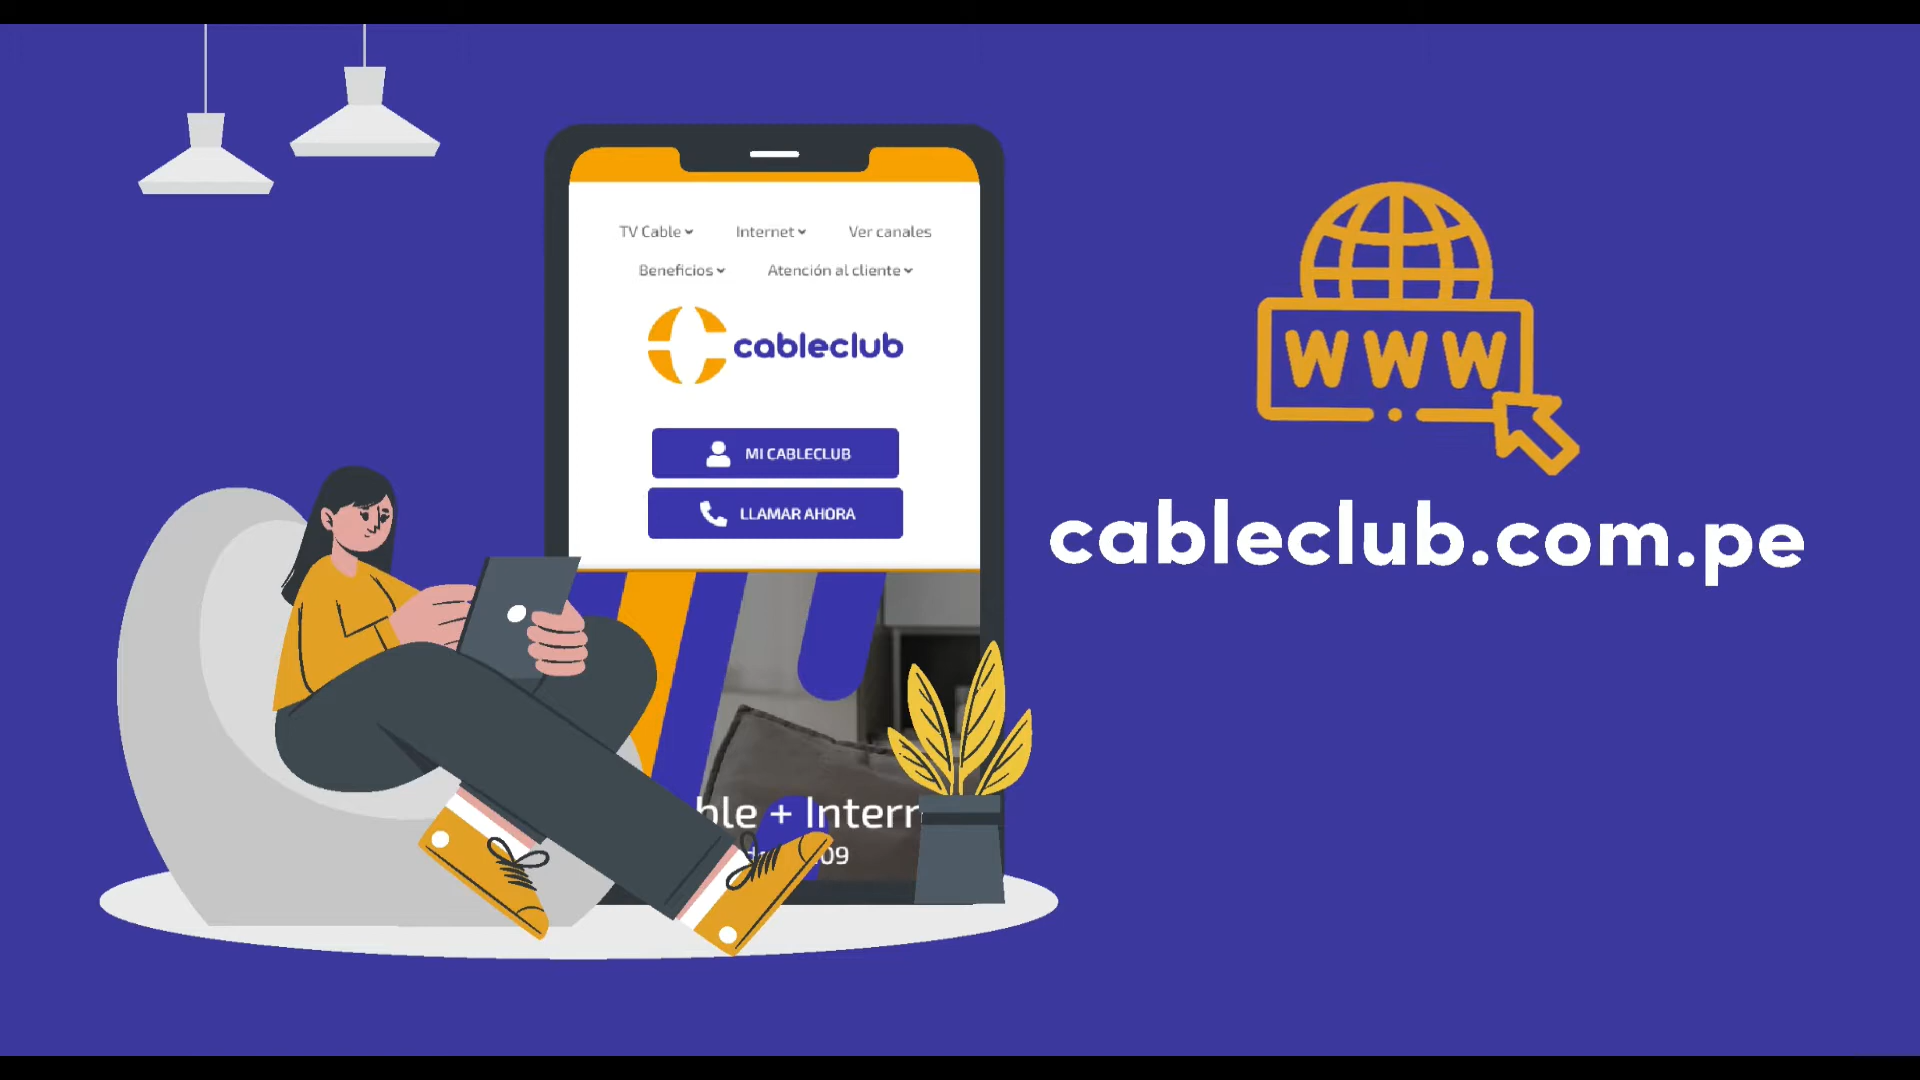 TV Cable Internet Ver canales
Beneficios Atención al cliente
cableclub
MI CABLECLUB
LLAMAR AHORA
WWW
cableclub.com.pe
+